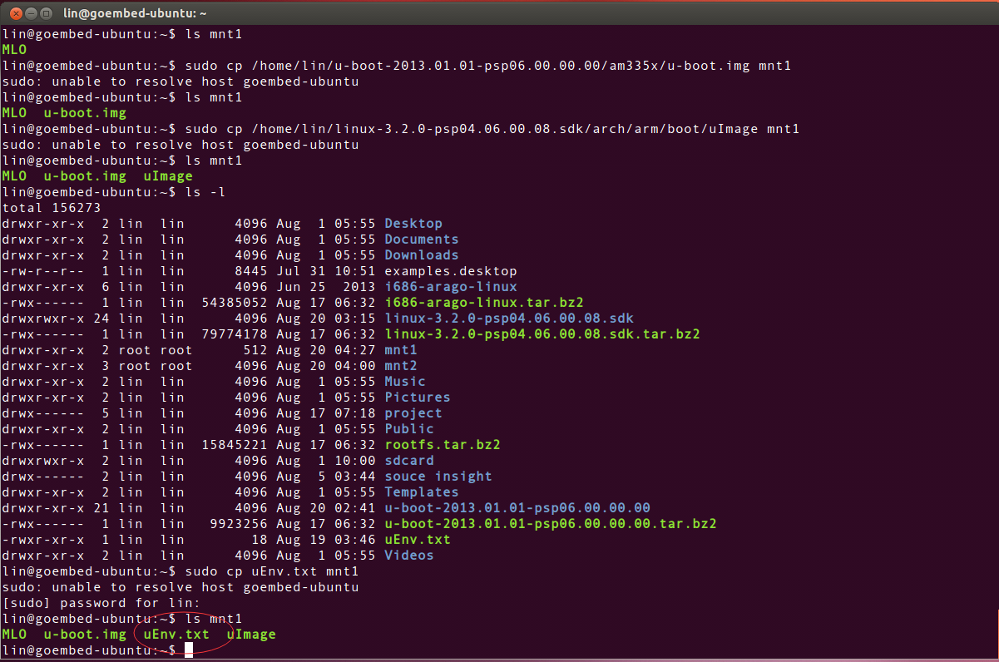 lin@goembed-ubuntu: ~
lin@goembed-ubuntu:~$ ls mnt1
MLO
lin@goembed-ubuntu:~$ sudo cp /home/lin/u-boot-2013.01.01-psp06.00.00.00/am335x/u-boot.img mnt1
sudo: unable to resolve host goembed-ubuntu
lin@goembed-ubuntu:~$ ls mnt1
MLO  u-boot.img
lin@goembed-ubuntu:~$ sudo cp /home/lin/linux-3.2.0-psp04.06.00.08.sdk/arch/arm/boot/uImage mnt1
sudo: unable to resolve host goembed-ubuntu
lin@goembed-ubuntu:~$ ls mnt1
MLO  u-boot.img  uImage
lin@goembed-ubuntu:~$ ls -l
total 156273
drwxr-xr-x  2 lin  lin      4096 Aug  1 05:55 Desktop
drwxr-xr-x  2 lin  lin      4096 Aug  1 05:55 Documents
drwxr-xr-x  2 lin  lin      4096 Aug  1 05:55 Downloads
-rw-r--r--  1 lin  lin      8445 Jul 31 10:51 examples.desktop
drwxr-xr-x  6 lin  lin      4096 Jun 25  2013 i686-arago-linux
-rwx------  1 lin  lin  54385052 Aug 17 06:32 i686-arago-linux.tar.bz2
drwxrwxr-x 24 lin  lin      4096 Aug 20 03:15 linux-3.2.0-psp04.06.00.08.sdk
-rwx------  1 lin  lin  79774178 Aug 17 06:32 linux-3.2.0-psp04.06.00.08.sdk.tar.bz2
drwxr-xr-x  2 root root      512 Aug 20 04:27 mnt1
drwxr-xr-x  3 root root     4096 Aug 20 04:00 mnt2
drwxr-xr-x  2 lin  lin      4096 Aug  1 05:55 Music
drwxr-xr-x  2 lin  lin      4096 Aug  1 05:55 Pictures
drwx------  5 lin  lin      4096 Aug 17 07:18 project
drwxr-xr-x  2 lin  lin      4096 Aug  1 05:55 Public
-rwx------  1 lin  lin  15845221 Aug 17 06:32 rootfs.tar.bz2
drwxrwxr-x  2 lin  lin      4096 Aug  1 10:00 sdcard
drwx------  2 lin  lin      4096 Aug  5 03:44 souce insight
drwxr-xr-x  2 lin  lin      4096 Aug  1 05:55 Templates
drwxr-xr-x 21 lin  lin      4096 Aug 20 02:41 u-boot-2013.01.01-psp06.00.00.00
-rwx------  1 lin  lin   9923256 Aug 17 06:32 u-boot-2013.01.01-psp06.00.00.00.tar.bz2
-rwxr-xr-x  1 lin  lin        18 Aug 19 03:46 uEnv.txt
drwxr-xr-x  2 lin  lin      4096 Aug  1 05:55 Videos
lin@goembed-ubuntu:~$ sudo cp uEnv.txt mnt1
sudo: unable to resolve host goembed-ubuntu
[sudo] password for lin:
lin@goembed-ubuntu:~$ ls mnt1
MLO  u-boot.img  uEnv.txt  uImage
lin@goembed-ubuntu:~$